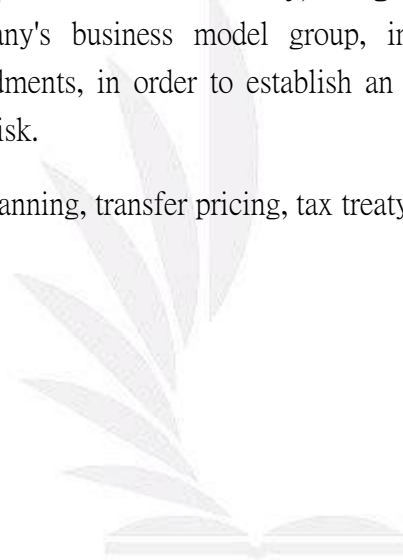 any's business model group, in
dments, in order to establish an
isk.
anning, transfer pricing, tax treaty